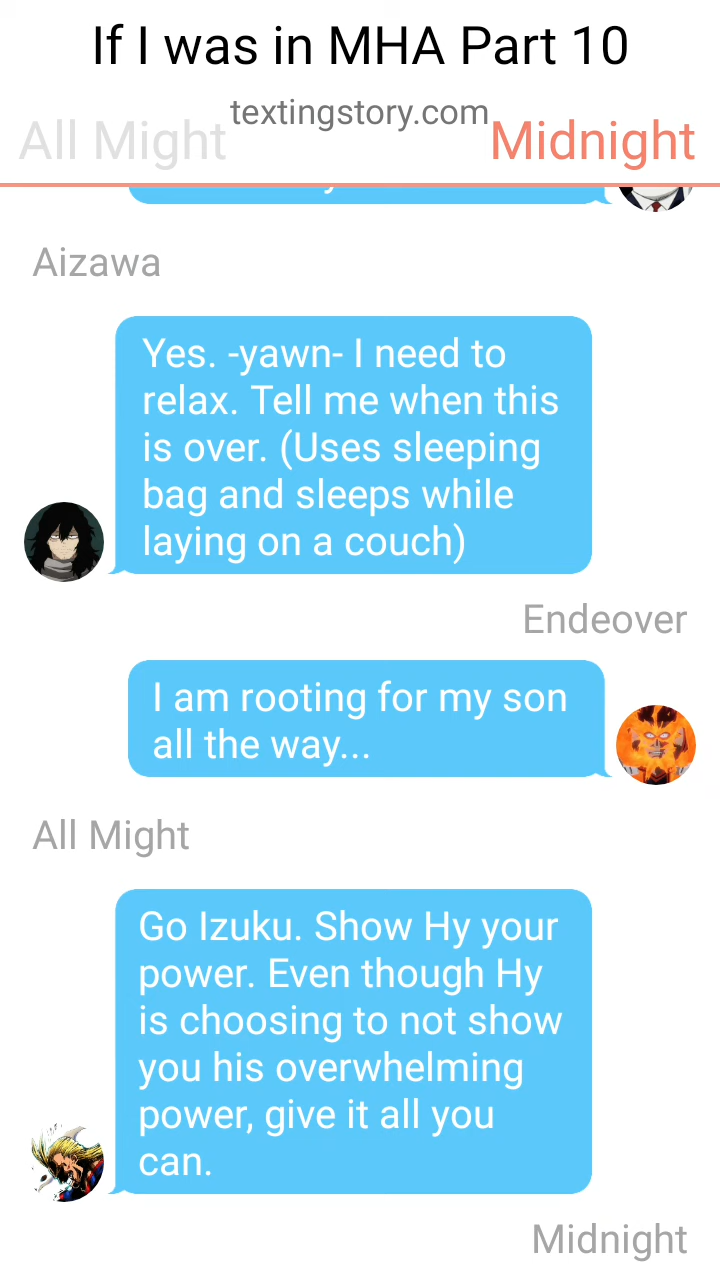 If I was in MHA Part 10
textingstory.com
All Might
Midnight
Aizawa
Yes. -yawn- I need to
relax. Tell me when this
is over. (Uses sleeping
bag and sleeps while
laying on a couch)
Endeover
I am rooting for my son
all the way...
All Might
Go Izuku. Show Hy your
power. Even though Hy
is choosing to not show
you his overwhelming
power, give it all you
can.
Midnight